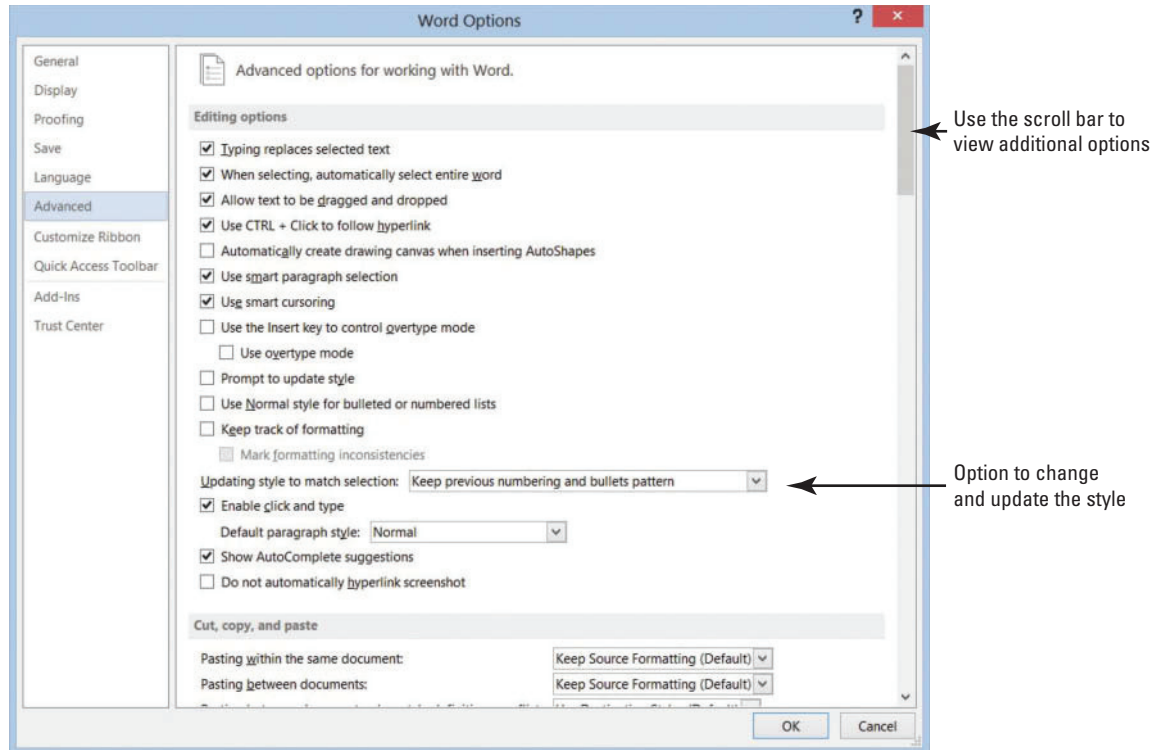 Word Options
?
General
Display
Proofing
Save
Language
Advanced
Customize Ribbon
Quick Access Toolbar
Add-Ins
Trust Center
Advanced options for working with Word.
Editing options
Typing replaces selected text
When selecting, automatically select entire word
Allow text to be dragged and dropped
Use CTRL + Click to follow hyperlink
Automatically create drawing canvas when inserting AutoShapes
Use smart paragraph selection
Use smart cursoring
Use the Insert key to control overtype mode
Use overtype mode
Prompt to update style
Use Normal style for bulleted or numbered lists
Keep track of formatting
Mark formatting inconsistencies
Updating style to match selection: Keep previous numbering and bullets pattern
Enable click and type
Default paragraph style: Normal
Show AutoComplete suggestions
Do not automatically hyperlink screenshot
Cut, copy, and paste
Pasting within the same document: Keep Source Formatting (Default)
Pasting between documents: Keep Source Formatting (Default)
OK Cancel
Use the scroll bar to
view additional options
Option to change
and update the style